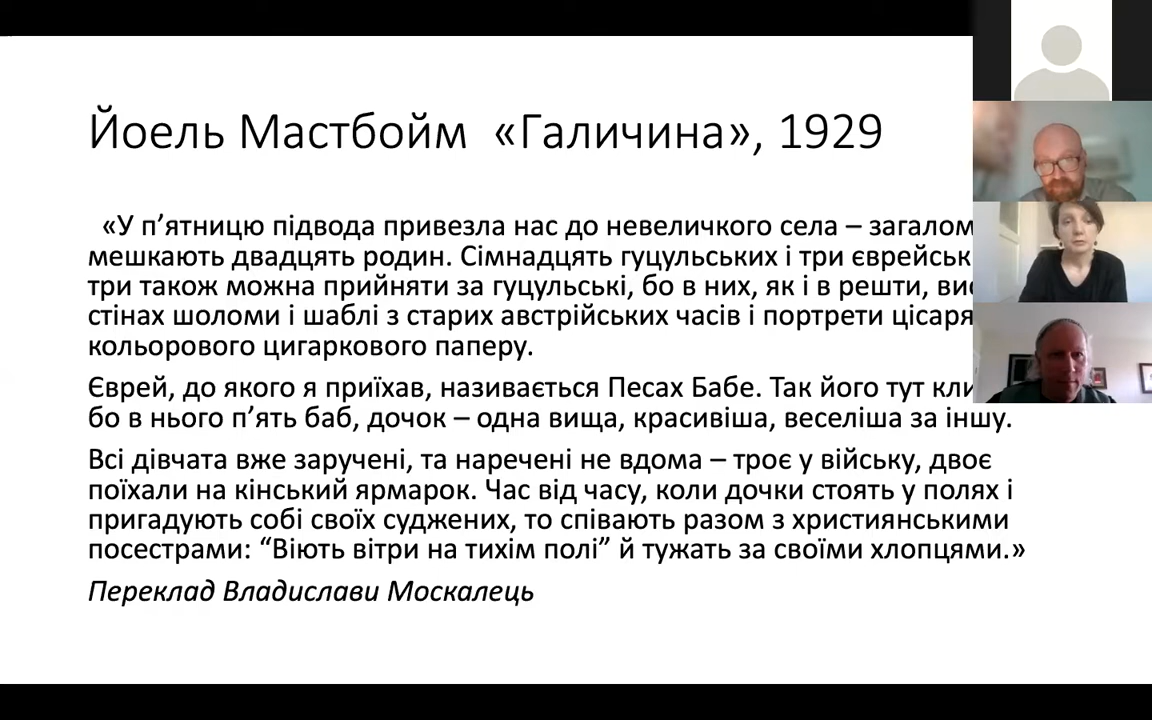 Йоель Мастбойм «Галичина», 1929
«У п’ятницю підвода привезла нас до невеличкого села – загалом
мешкають двадцять родин. Сімнадцять гуцульських і три
три також можна прийняти за гуцульські, бо в них, як і в решти,
стінах шоломи і шаблі з старих австрійських часів і портрети цісаря
кольорового цигаркового паперу.
Єврей, до якого я приїхав, називається Песах Бабе. Так його тут
бо в нього п’ять баб, дочок – одна вища, красивіша, веселіша за іншу.
Всі дівчата вже заручені, та наречені не вдома – троє у війську, двоє
поїхали на кінський ярмарок. Час від часу, коли дочки стоять у полях і
пригадують собі своїх суджених, то співають разом з християнськими
посестрами: “Віють вітри на тихім полі” й тужать за своїми хлопцями.»
Переклад Владислави Москалець